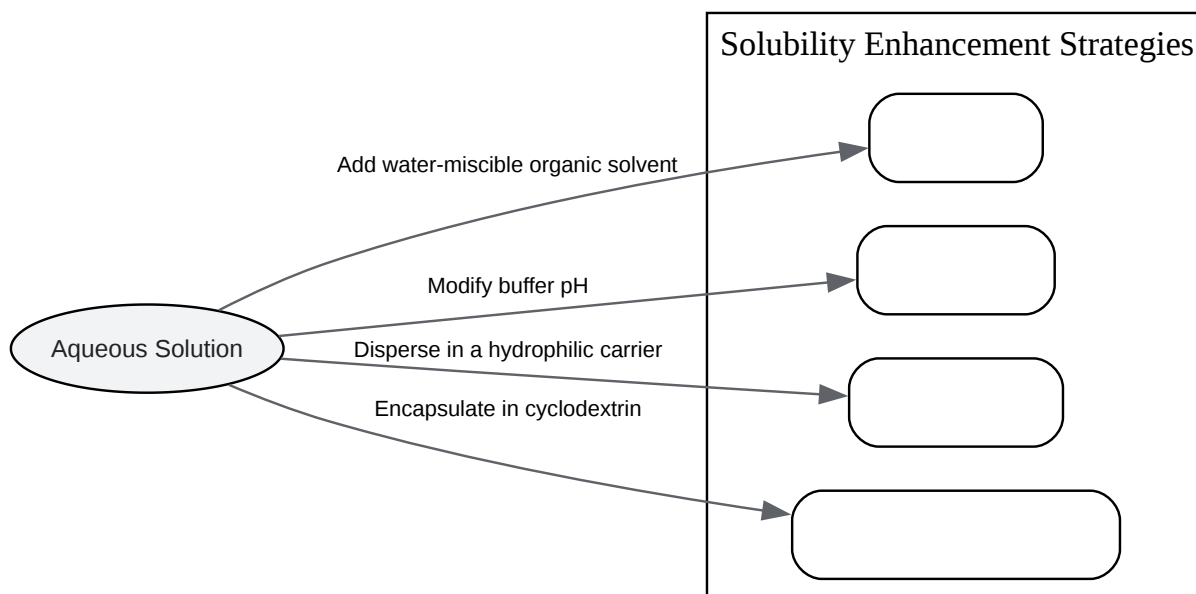 Solubility Enhancement Strategies
Add water-miscible organic solvent
Modify buffer pH
Aqueous Solution
Disperse in a hydrophilic carrier
Encapsulate in cyclodextrin